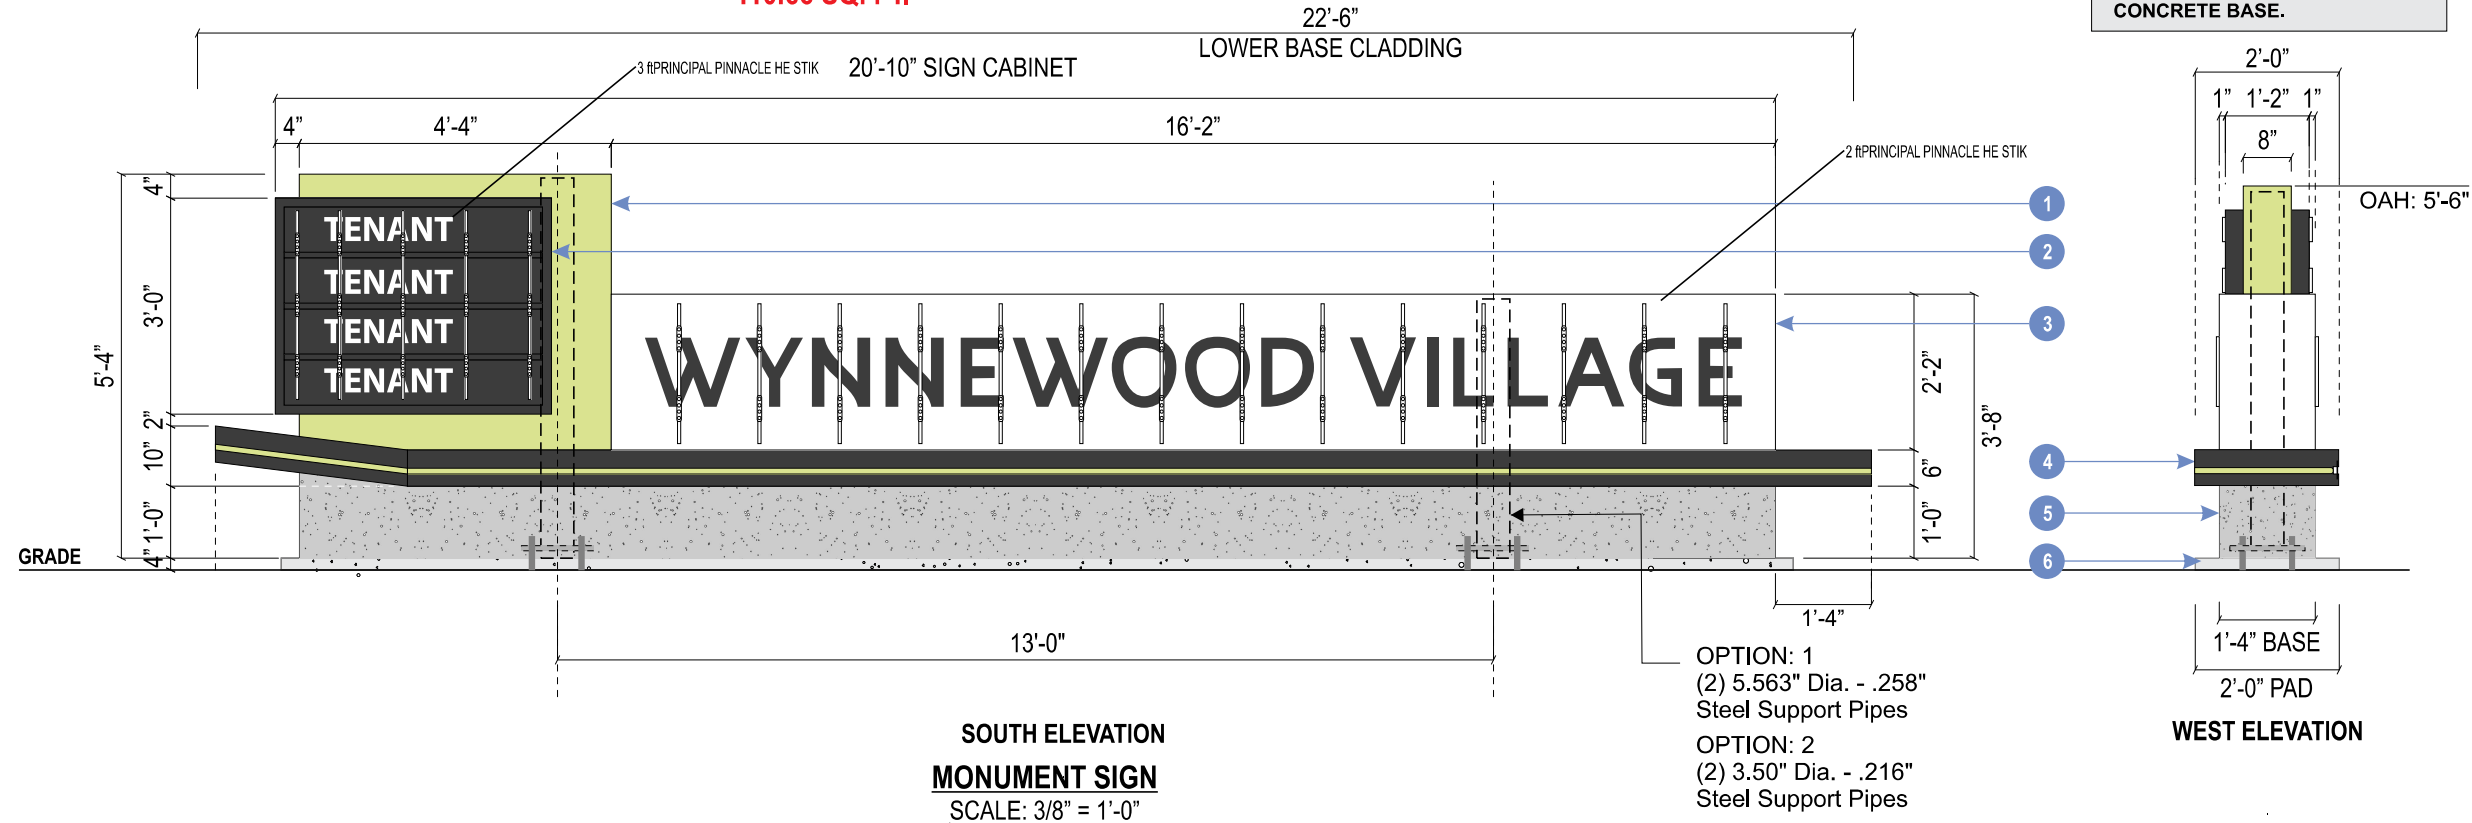 CONCRETE BASE.
22'-6"
LOWER BASE CLADDING
3 ftPRINCIPAL PINNACLE HE STIK
20'-10" SIGN CABINET
2'-0"
1" 1'-2" 1"
4" 4'-4" 16'-2"
8"
2 ftPRINCIPAL PINNACLE HE STIK
OAH: 5'-6"
4"
3'-0"
5'-4"
2"
10"
1'-0"
4"
GRADE
TENANT
TENANT
TENANT
TENANT
WYNNEWOOD VILLAGE
1
2
3
4
5
6
2'-2"
3'-8"
6"
1'-0"
1'-4"
13'-0"
1'-4" BASE
2'-0" PAD
OPTION: 1
(2) 5.563" Dia. - .258"
Steel Support Pipes
OPTION: 2
(2) 3.50" Dia. - .216"
Steel Support Pipes
SOUTH ELEVATION
MONUMENT SIGN
SCALE: 3/8" = 1'-0"
WEST ELEVATION